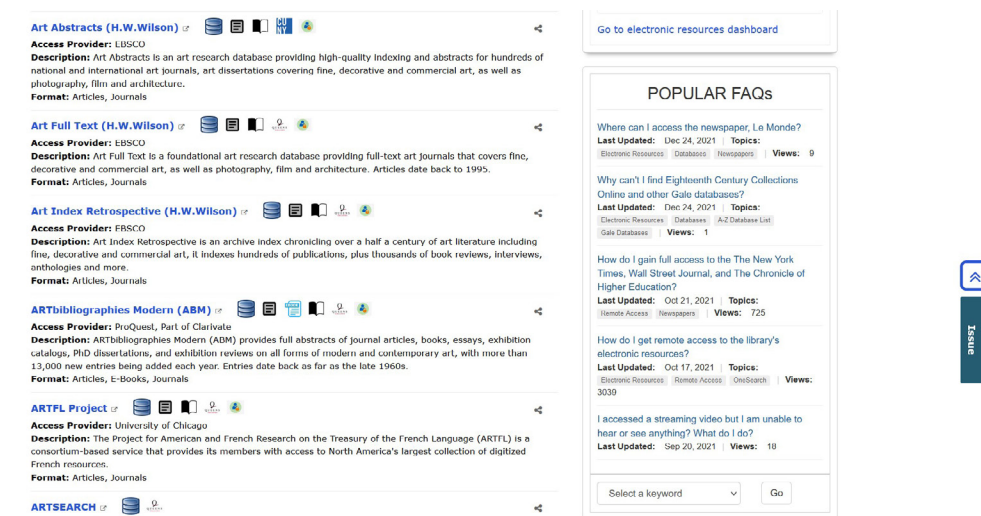 Art Abstracts (H.W.Wilson)
CU
NY
Access Provider: EBSCO
Description: Art Abstracts is an art research database providing high-quality indexing and abstracts for hundreds of
national and international art journals, art dissertations covering fine, decorative and commercial art, as well as
photography, film and architecture.
Format: Articles, Journals
Art Full Text (H.W.Wilson)
Access Provider: EBSCO
Description: Art Full Text is a foundational art research database providing full-text art journals that covers fine,
decorative and commercial art, as well as photography, film and architecture. Articles date back to 1995.
Format: Articles, Journals
Art Index Retrospective (H.W.Wilson)
Access Provider: EBSCO
Description: Art Index Retrospective is an archive index chronicling over a half a century of art literature including
fine, decorative and commercial art, it indexes hundreds of publications, plus thousands of book reviews, interviews,
anthologies and more.
Format: Articles, Journals
ARTbibliographies Modern (ABM)
Access Provider: ProQuest, Part of Clarivate
Description: ARTbibliographies Modern (ABM) provides full abstracts of journal articles, books, essays, exhibition
catalogs, PhD dissertations, and exhibition reviews on all forms of modern and contemporary art, with more than
13,000 new entries being added each year. Entries date back as far as the late 1960s.
Format: Articles, E-Books, Journals
ARTFL Project
Access Provider: University of Chicago
Description: The Project for American and French Research on the Treasury of the French Language (ARTFL) is a
consortium-based service that provides its members with access to North America's largest collection of digitized
French resources.
Format: Articles, Journals
ARTSEARCH
Go to electronic resources dashboard
POPULAR FAQs
Where can I access the newspaper, Le Monde?
Last Updated: Dec 24, 2021 | Topics:
Electronic Resources Databases Newspapers | Views: 9
Why can't I find Eighteenth Century Collections
Online and other Gale databases?
Last Updated: Dec 24, 2021 | Topics:
Electronic Resources Databases A-Z Database List
Gale Databases | Views: 1
How do I gain full access to the The New York
Times, Wall Street Journal, and The Chronicle of
Higher Education?
Last Updated: Oct 21, 2021 | Topics:
Remote Access Newspapers | Views: 725
How do I get remote access to the library's
electronic resources?
Last Updated: Oct 17, 2021 | Topics:
Electronic Resources Remote Access OneSearch | Views:
3039
I accessed a streaming video but I am unable to
hear or see anything? What do I do?
Last Updated: Sep 20, 2021 | Views: 18
Select a keyword
Go
Issue